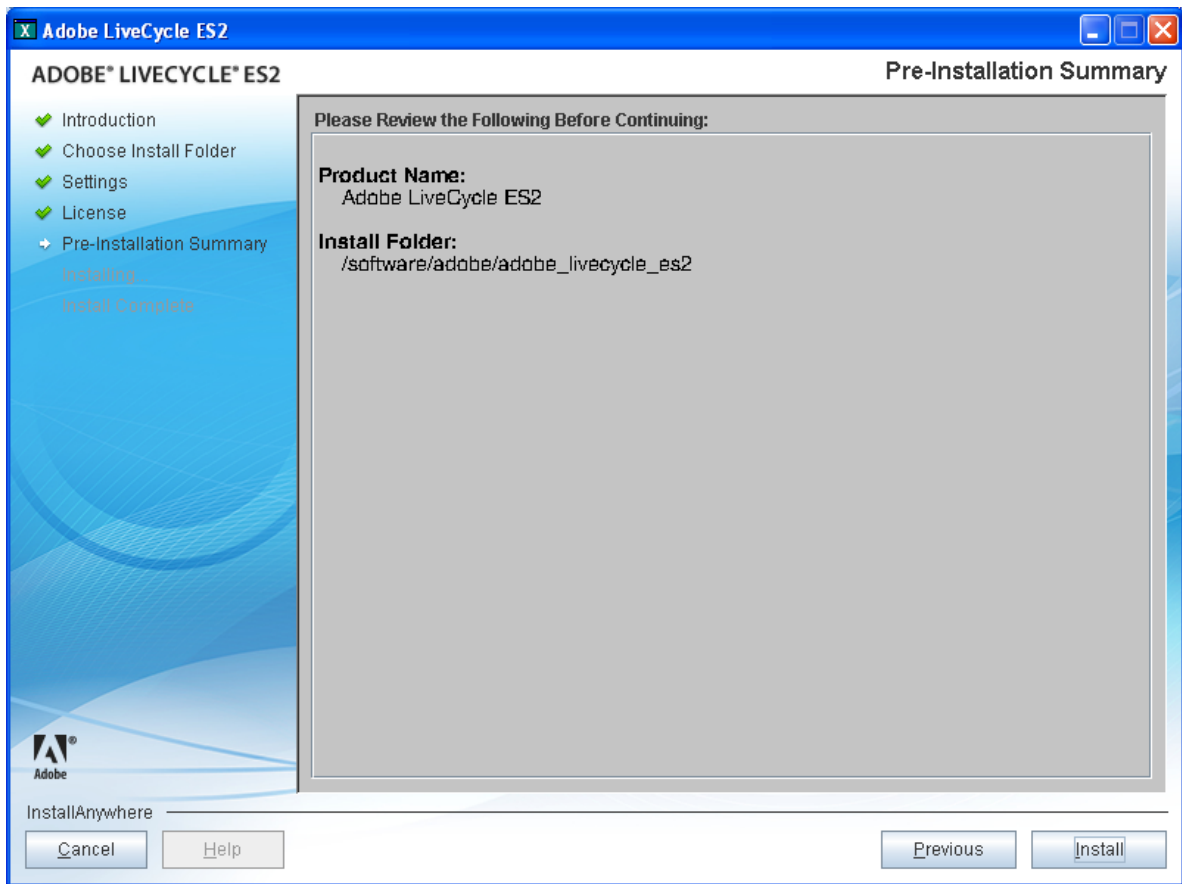 Adobe LiveCycle ES2
ADOBE® LIVECYCLE® ES2
Pre-Installation Summary
Introduction
Choose Install Folder
Settings
License
Pre-Installation Summary
Installing...
Install Complete
Please Review the Following Before Continuing:
Product Name:
Adobe LiveCycle ES2
Install Folder:
/software/adobe/adobe_livecycle_es2
Adobe
InstallAnywhere
Cancel
Help
Previous
Install